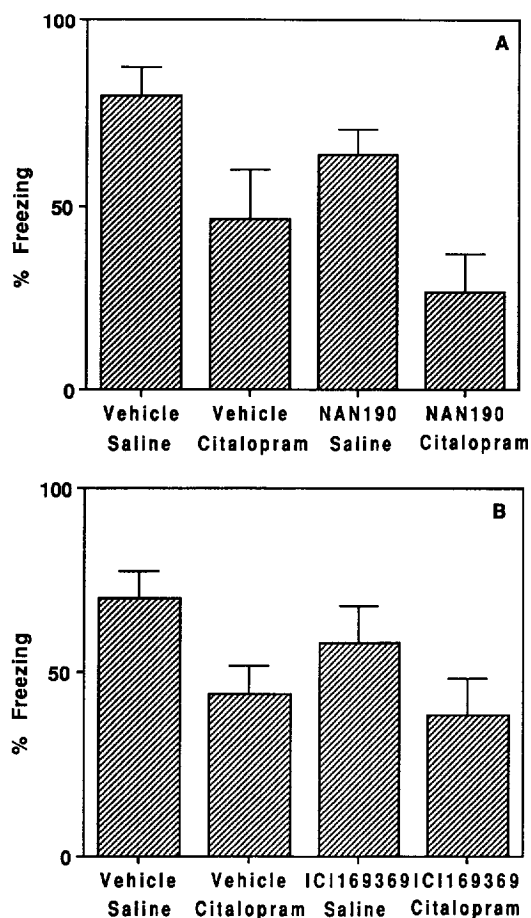 100
A
% Freezing
50
0
Vehicle Vehicle NAN190 NAN190
Saline Citalopram Saline Citalopram
100
B
% Freezing
50
0
Vehicle Vehicle ICI169369 ICI169369
Saline Citalopram Saline Citalopram